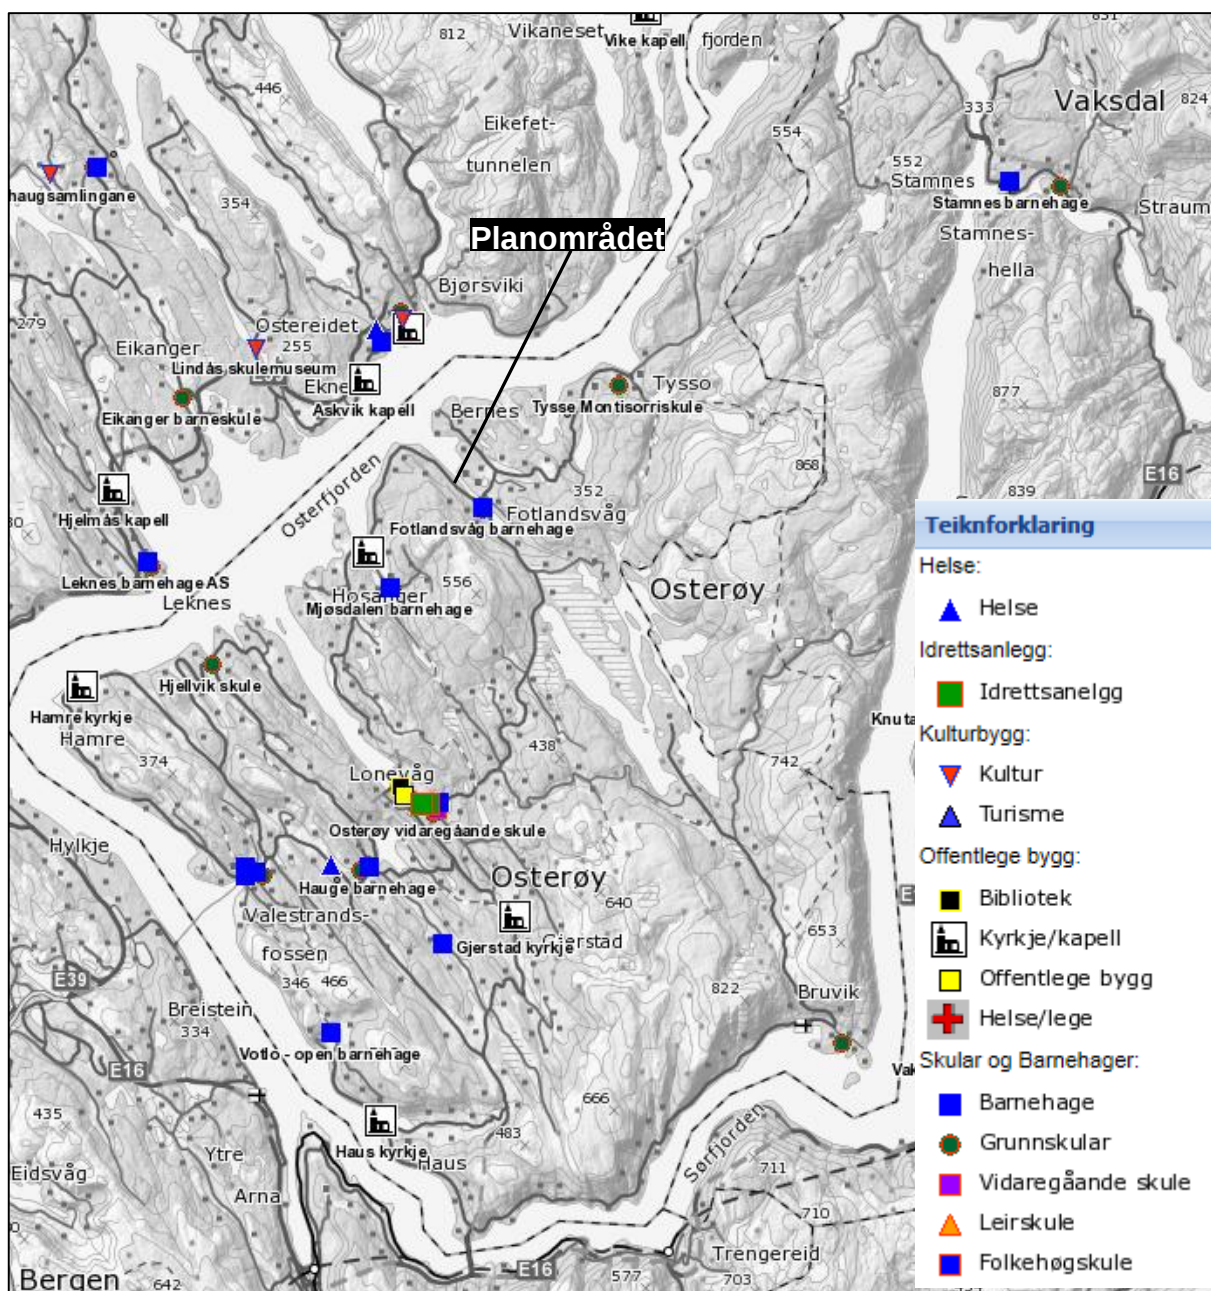 812
Vikaneset
Vike kapell
fjorden
831
Vaksdal
824
446
Eikefet-
tunnelen
333
554
552
Stamnes
Stamnes barnehage
Straum
haugsamlingane
354
Planområdet
Stamnes-
hella
Bjørsviki
279
Ostereidet
Eikanger
255
Lindås skulemuseum
Ekne
Askvik kapell
Tysso
Tysse Montisorriskule
877
Eikanger barneskule
Bernes
Osterfjorden
868
E16
839
352
Hjelmås kapell
Fotlandsvåg
Fotlandsvåg barnehage
Leknes barnehage AS
Leknes
556
Hosanger
Mjøsdalen barnehage
Osterøy
Hjellvik skule
Hamre kyrkje
Hamre
Knuta
374
438
742
Lonevåg
Osterøy vidaregåande skule
Hylkje
Hauge barnehage
Osterøy
Valestrands-
fossen
640
653
Gjerstad kyrkje
Gjerstad
E39
346
466
822
Bruvik
Breistein
334
Votlo - open barnehage
E16
Vak
435
666
483
Haus kyrkje
Haus
Ytre
Arna
Eidsvåg
Sørfjorden
711
710
Trengereid
Bergen
642
E16
577
703
Teiknforklaring
Helse:
Helse
Idrettsanlegg:
Idrettsanelgg
Kulturbygg:
Kultur
Turisme
Offentlege bygg:
Bibliotek
Kyrkje/kapell
Offentlege bygg
Helse/lege
Skular og Barnehager:
Barnehage
Grunnskular
Vidaregåande skule
Leirskule
Folkehøgskule